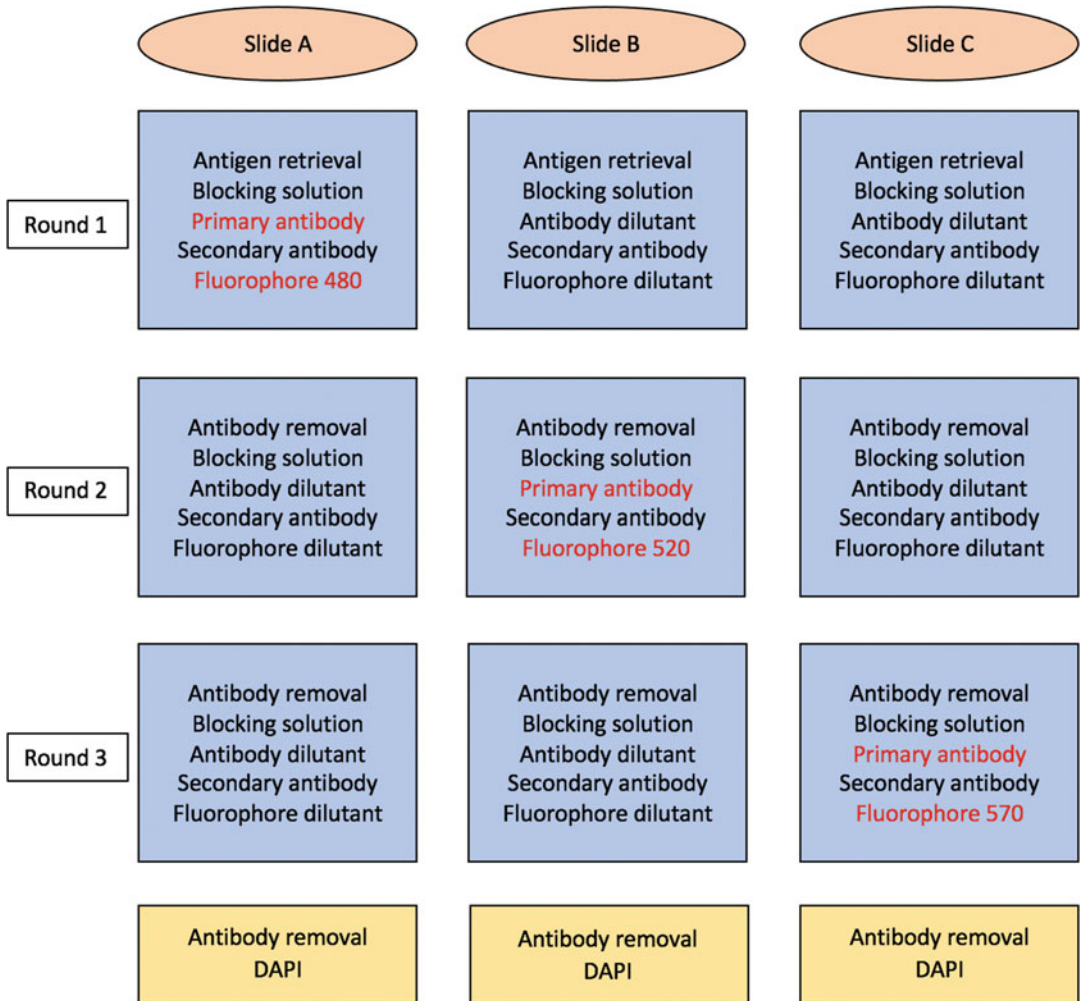 Slide A
Slide B
Slide C
Round 1
Antigen retrieval
Blocking solution
Primary antibody
Secondary antibody
Fluorophore 480
Antigen retrieval
Blocking solution
Antibody dilutant
Secondary antibody
Fluorophore dilutant
Antigen retrieval
Blocking solution
Antibody dilutant
Secondary antibody
Fluorophore dilutant
Round 2
Antibody removal
Blocking solution
Antibody dilutant
Secondary antibody
Fluorophore dilutant
Antibody removal
Blocking solution
Primary antibody
Secondary antibody
Fluorophore 520
Antibody removal
Blocking solution
Antibody dilutant
Secondary antibody
Fluorophore dilutant
Round 3
Antibody removal
Blocking solution
Antibody dilutant
Secondary antibody
Fluorophore dilutant
Antibody removal
Blocking solution
Antibody dilutant
Secondary antibody
Fluorophore dilutant
Antibody removal
Blocking solution
Primary antibody
Secondary antibody
Fluorophore 570
Antibody removal
DAPI
Antibody removal
DAPI
Antibody removal
DAPI